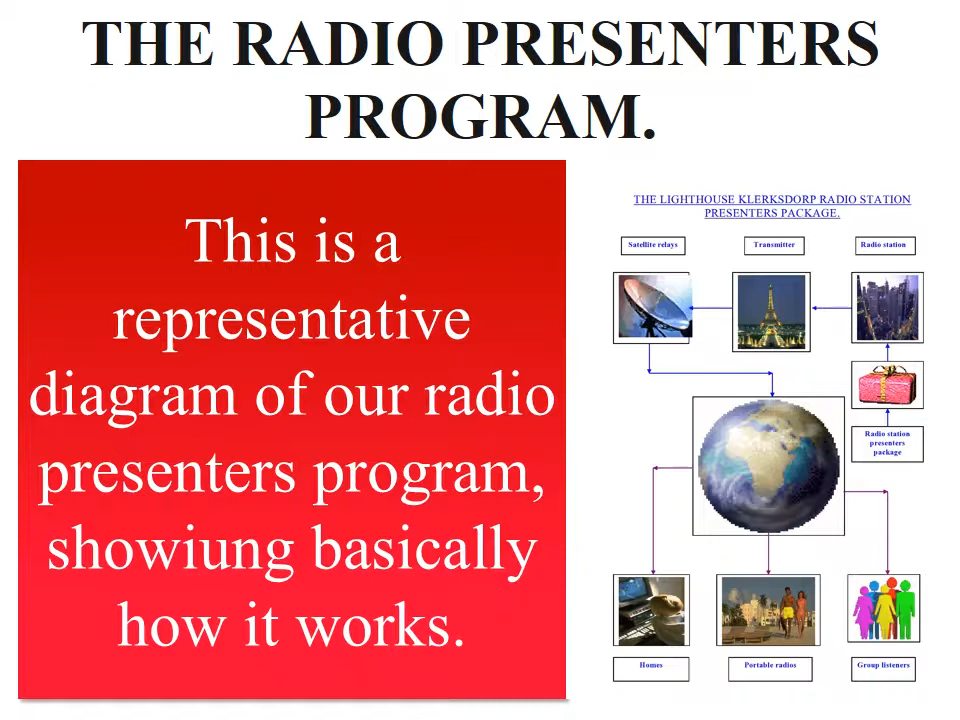 THE RADIO PRESENTERS
PROGRAM.
This is a
representative
diagram of our radio
presenters program,
showiung basically
how it works.
THE LIGHTHOUSE KLERKSDORP RADIO STATION
PRESENTERS PACKAGE.
Satellite relays
Transmitter
Radio station
Radio station
presenters
package
Homes
Portable radios
Group listeners